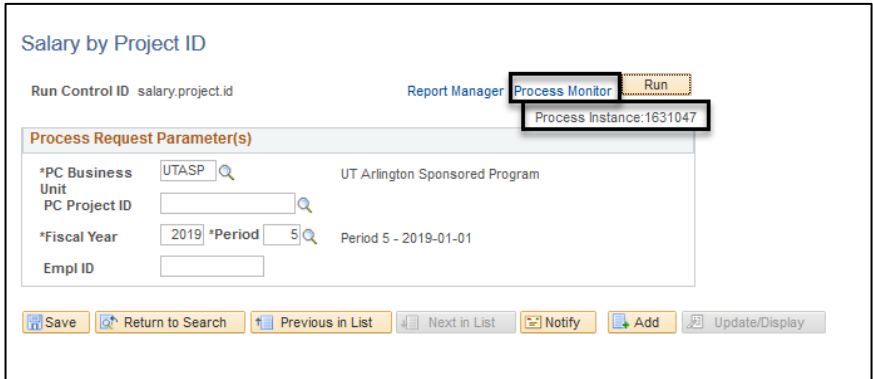 Salary by Project ID
Run Control ID salary.project.id Report Manager Process Monitor Run
Process Instance:1631047
Process Request Parameter(s)
*PC Business Unit UTASP UT Arlington Sponsored Program
PC Project ID
*Fiscal Year 2019 *Period 5 Period 5 - 2019-01-01
Empl ID
Save Return to Search Previous in List Next in List Notify Add Update/Display